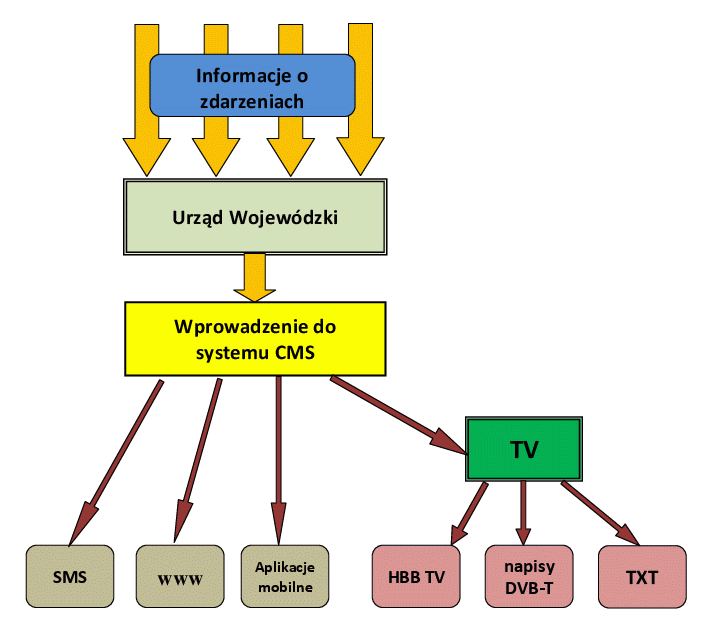 Informacje o
zdarzeniach
Urząd Wojewódzki
Wprowadzenie do
systemu CMS
TV
SMS
www
Aplikacje
mobilne
HBB TV
napisy
DVB-T
TXT